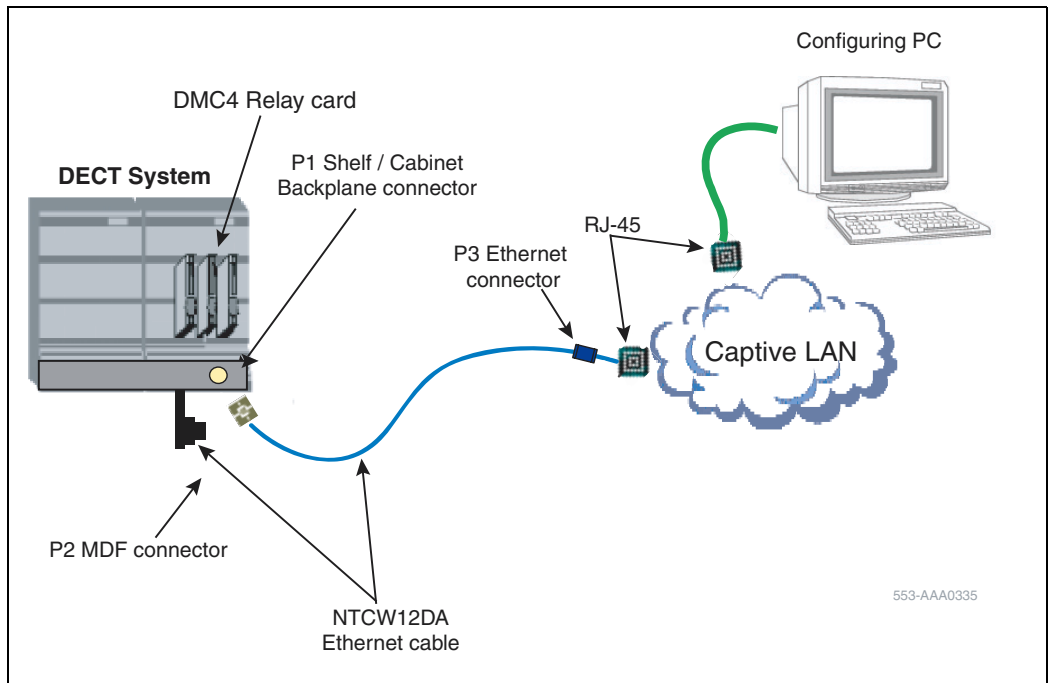 Configuring PC
DMC4 Relay card
P1 Shelf / Cabinet
Backplane connector
DECT System
RJ-45
P3 Ethernet
connector
Captive LAN
P2 MDF connector
553-AAA0335
NTCW12DA
Ethernet cable